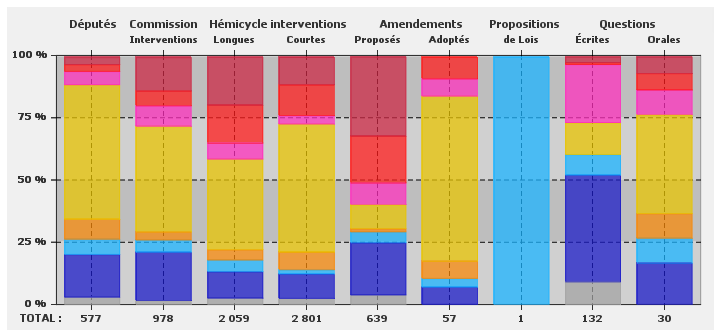 Députés Commission Hémicycle interventions Amendements Propositions Questions
Interventions Longues Courtes Proposés Adoptés de Lois Écrites Orales
100 %
75 %
50 %
25 %
0 %
TOTAL : 577 978 2 059 2 801 639 57 1 132 30